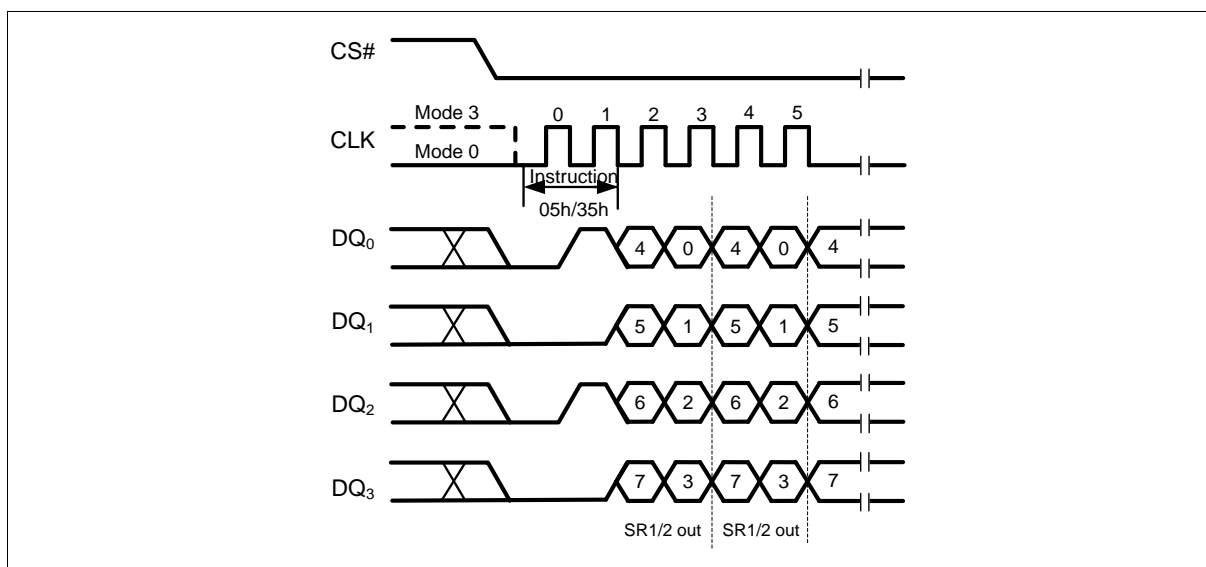 CS#
Mode 3 0 1 2 3 4 5
CLK
Mode 0
Instruction
05h/35h
DQ0 4 0 4 0 4
DQ1 5 1 5 1 5
DQ2 6 2 6 2 6
DQ3 7 3 7 3 7
SR1/2 out SR1/2 out